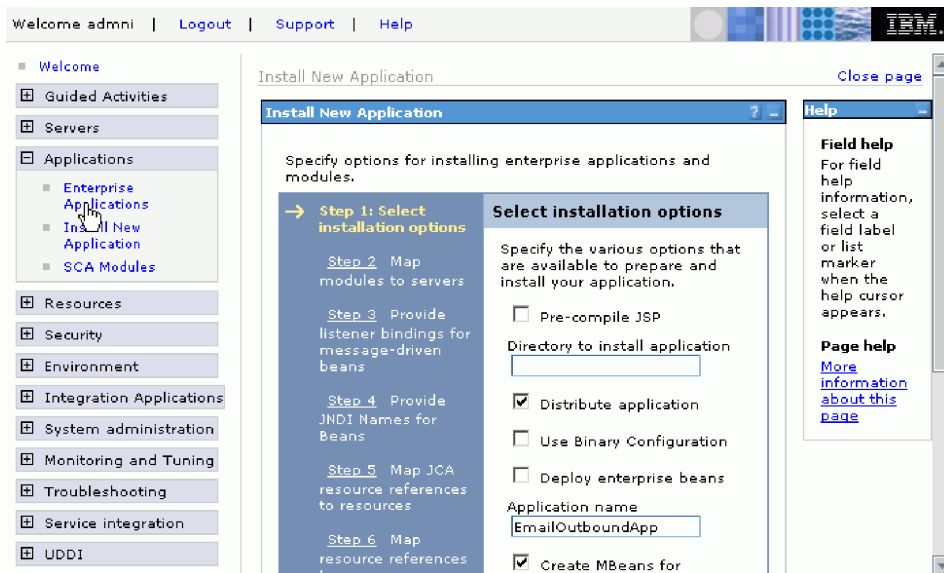 Welcome admni | Logout | Support | Help
IBM.
Welcome
Guided Activities
Servers
Applications
Enterprise
Applications
Install New
Application
SCA Modules
Resources
Security
Environment
Integration Applications
System administration
Monitoring and Tuning
Troubleshooting
Service integration
UDDI
Install New Application
Close page
Install New Application
? -
Specify options for installing enterprise applications and
modules.
Step 1: Select
installation options
Step 2 Map
modules to servers
Step 3 Provide
listener bindings for
message-driven
beans
Step 4 Provide
JNDI Names for
Beans
Step 5 Map JCA
resource references
to resources
Step 6 Map
resource references
Select installation options
Specify the various options that
are available to prepare and
install your application.
Pre-compile JSP
Directory to install application
Distribute application
Use Binary Configuration
Deploy enterprise beans
Application name
EmailOutboundApp
Create MBeans for
Help
Field help
For field
help
information,
select a
field label
or list
marker
when the
help cursor
appears.
Page help
More
information
about this
page